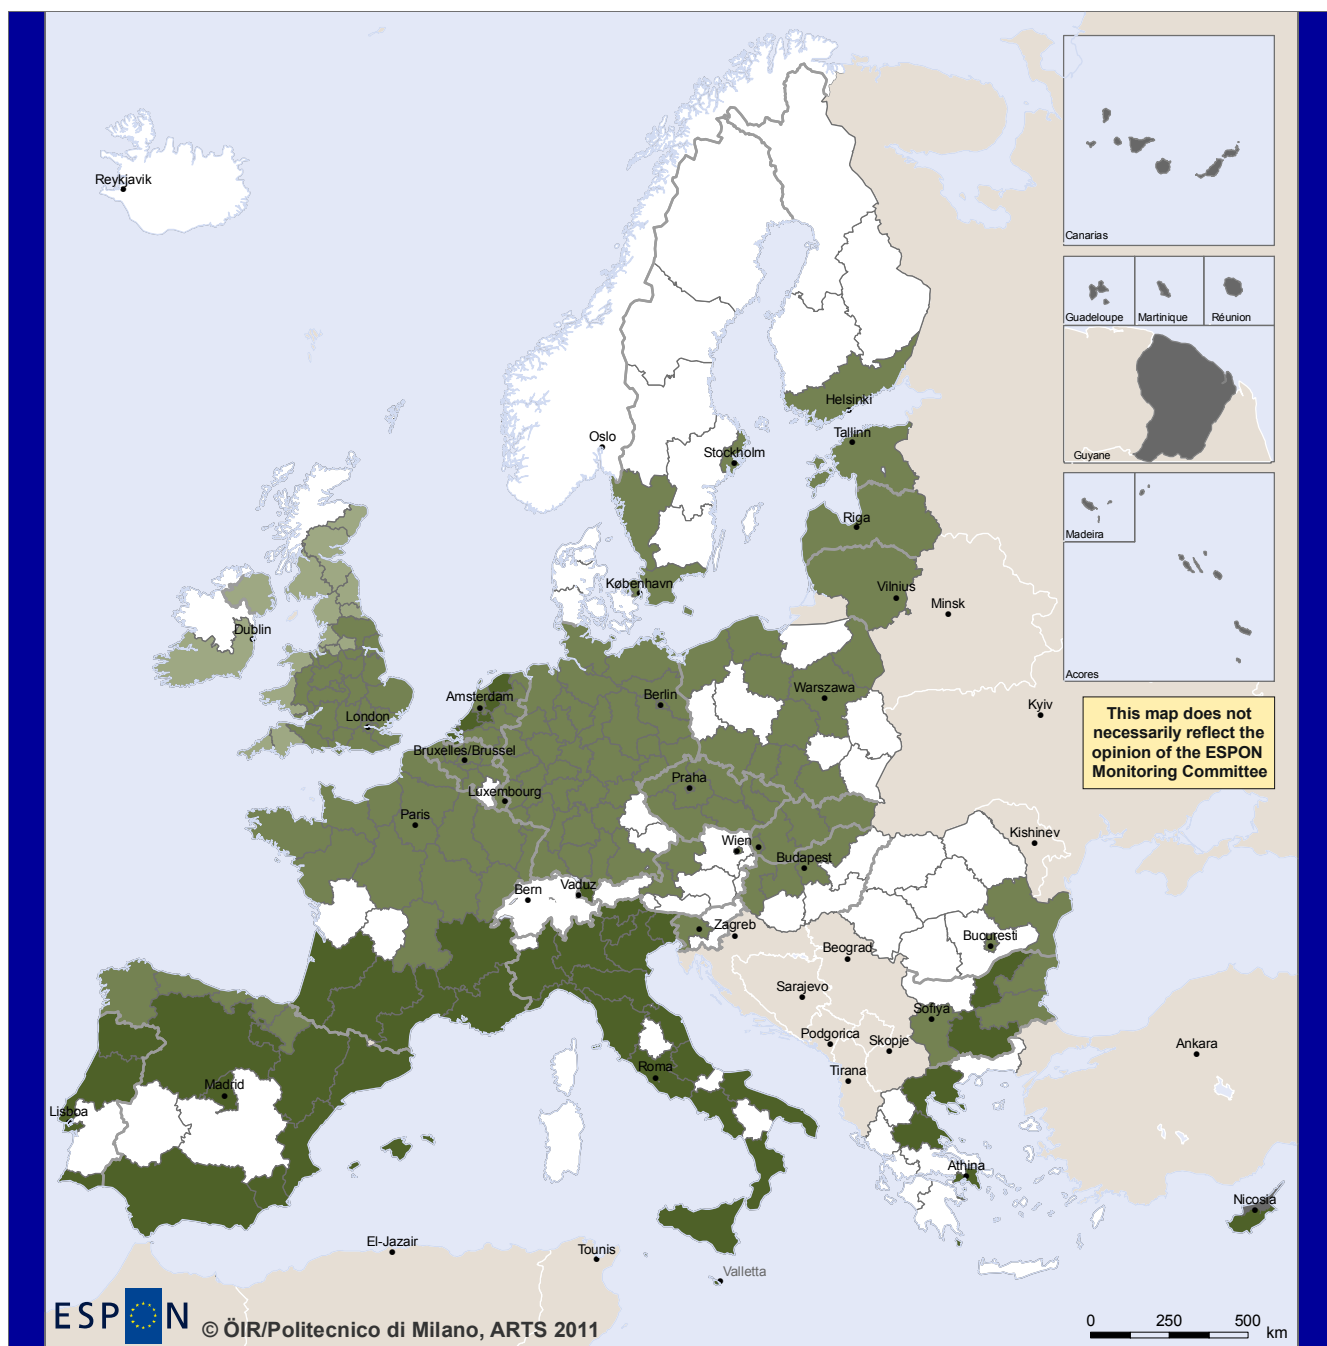 Reykjavik
Canarias
Guadeloupe
Martinique
Réunion
Guyane
Madeira
Acores
Oslo
Stockholm
Helsinki
Tallinn
Riga
Vilnius
Minsk
København
Dublin
London
Amsterdam
Berlin
Warszawa
Kyiv
This map does not
necessarily reflect the
opinion of the ESPON
Monitoring Committee
Bruxelles/Brussel
Luxembourg
Praha
Paris
Wien
Budapest
Kishinev
Bern
Vaduz
Zagreb
Beograd
Bucuresti
Sarajevo
Sofiya
Podgorica
Skopje
Tirana
Ankara
Roma
Madrid
Lisboa
Athina
Nicosia
El-Jazair
Tounis
Valletta
ESPON
© ÖIR/Politecnico di Milano, ARTS 2011
0 250 500
km